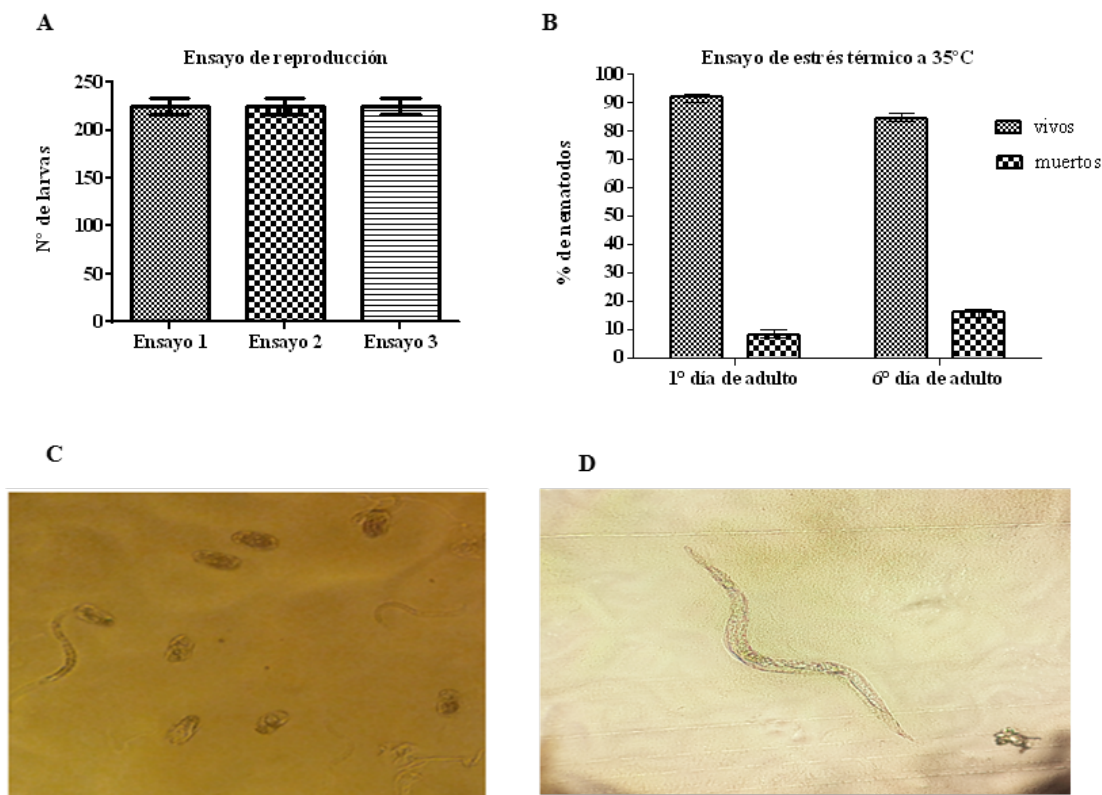 A
Ensayo de reproducción
N° de larvas
250
200
150
100
50
0
Ensayo 1 Ensayo 2 Ensayo 3
B
Ensayo de estrés térmico a 35°C
% de nematodos
100
90
80
70
60
50
40
30
20
10
0
1° día de adulto 6° día de adulto
vivos
muertos
C
D